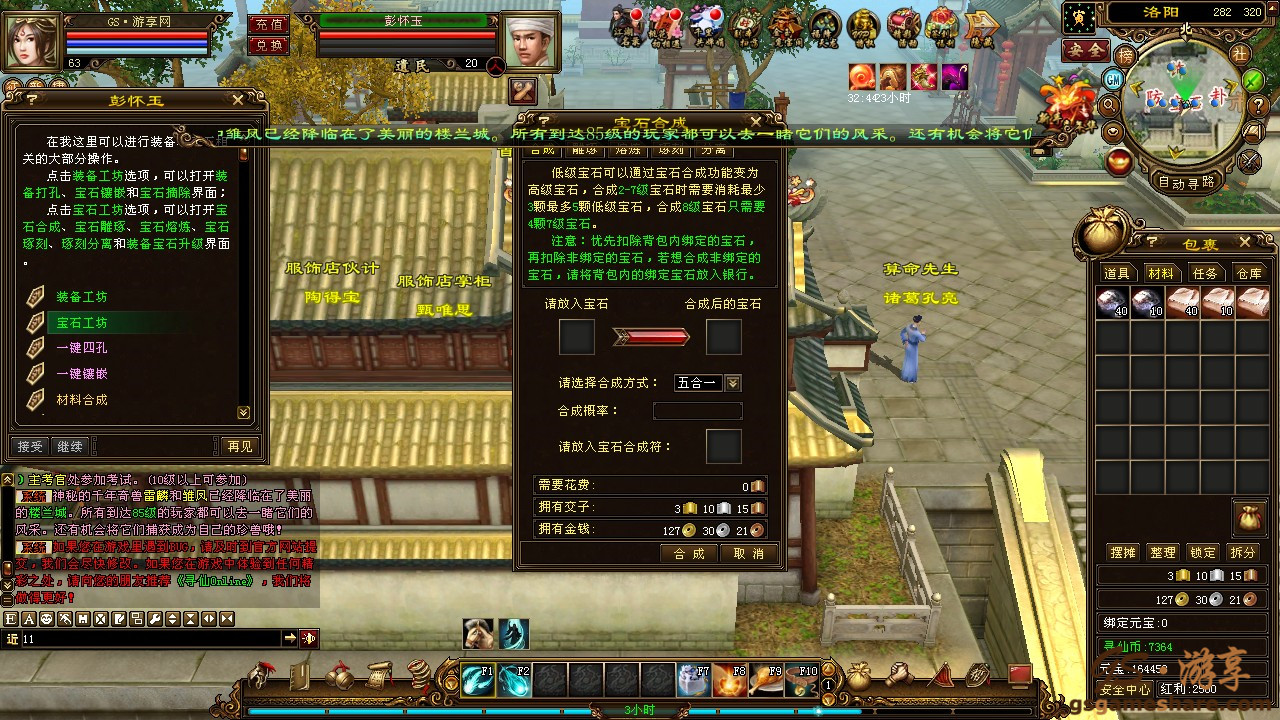 GS·游享网
63
充值
兑换
彭怀玉
遗民
20
32:44
23小时
洛阳
282 320
北
安全
榜
社
GM
防
卦
自动寻路
雏凤已经降临在了美丽的楼兰城。所有到达85级的玩家都可以去一睹它们的风采。还有机会将它们
彭怀玉
在我这里可以进行装备
关的大部分操作。
点击装备工坊选项，可以打开装
备打孔、宝石镶嵌和宝石摘除界面；
点击宝石工坊选项，可以打开宝
石合成、宝石雕琢、宝石熔炼、宝石
琢刻、琢刻分离和装备宝石升级界面
。
装备工坊
宝石工坊
一键四孔
一键镶嵌
材料合成
接受 继续 再见
服饰店伙计
陶得宝
服饰店掌柜
甄唯思
算命先生
诸葛孔亮
宝石合成
合成 雕琢 熔炼 琢刻 分离
低级宝石可以通过宝石合成功能变为
高级宝石，合成2-7级宝石时需要消耗最少
3颗最多5颗低级宝石，合成8级宝石只需要
4颗7级宝石。
注意：优先扣除背包内绑定的宝石，
再扣除非绑定的宝石，若想合成非绑定的
宝石，请将背包内的绑定宝石放入银行。
请放入宝石 合成后的宝石
请选择合成方式： 五合一
合成概率：
请放入宝石合成符：
需要花费： 0
拥有交子： 3 10 15
拥有金钱： 127 30 21
合成 取消
包裹
道具 材料 任务 仓库
40 10 40 10
摆摊 整理 锁定 拆分
3 10 15
127 30 21
绑定元宝:0
寻仙币:7364
元宝:164458
安全中心 红利:2500
）主考官处参加考试。(10级以上可参加)
系统 神秘的千年奇兽雷麟和雏凤已经降临在了美丽
的楼兰城。所有到达85级的玩家都可以去一睹它们的
风采。还有机会将它们捕获成为自己的珍兽哦！
系统 如果您在游戏里遇到BUG，请及时到官方网站提
交，我们会尽快修改。如果您在游戏中体验到任何精
彩之处，请向您的朋友推荐《寻仙Online》，我们将
做得更好！
近 11
F1 F2 F7 F8 F9 F10
1
3小时
游享
gsgameshare.com